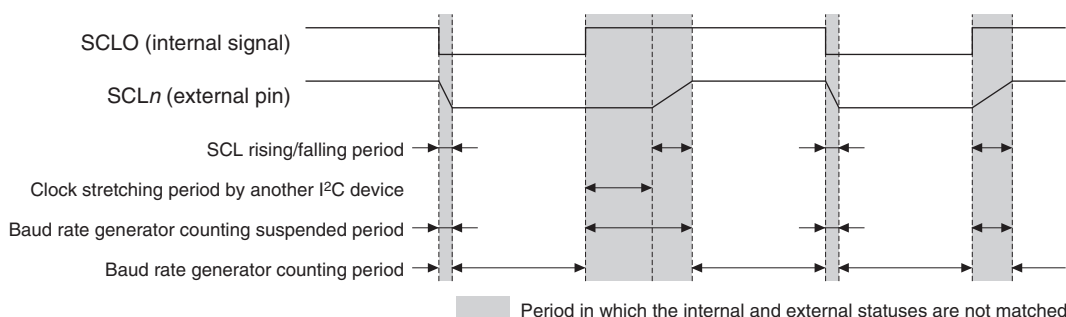 SCLO (internal signal)
SCLn (external pin)
SCL rising/falling period
Clock stretching period by another I²C device
Baud rate generator counting suspended period
Baud rate generator counting period
Period in which the internal and external statuses are not matched